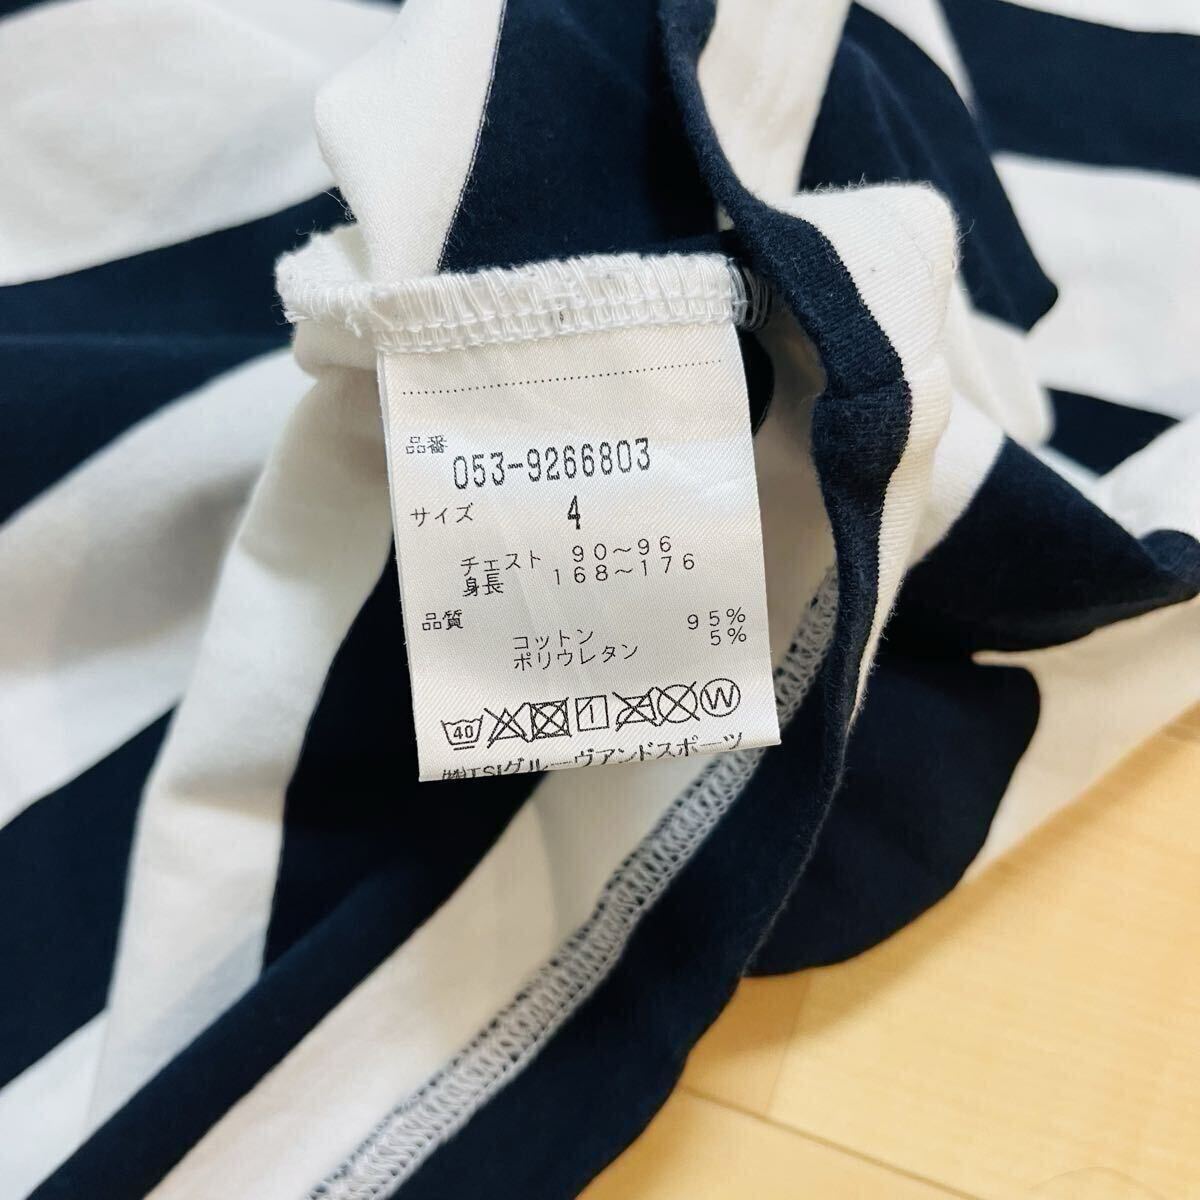 品番
053-9266803
サイズ 4
チェスト 90~96
身長 168~176
品質
コットン 95%
ポリウレタン 5%
40 W
㈱TSIグルーヴアンドスポーツ